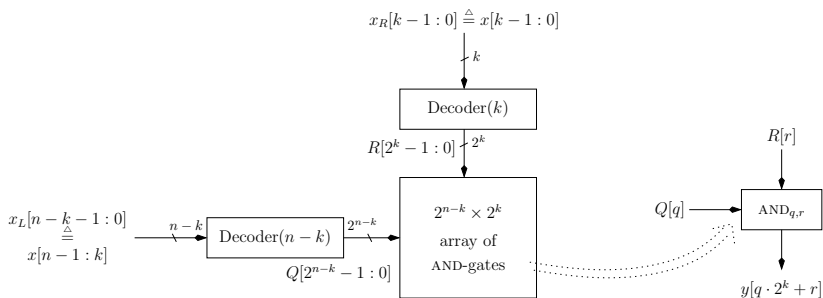 x_R[k − 1 : 0] ≜ x[k − 1 : 0]
k
Decoder(k)
R[2^k − 1 : 0]
2^k
R[r]
x_L[n − k − 1 : 0]
≜
x[n − 1 : k]
n − k
Decoder(n − k)
2^{n−k}
Q[2^{n−k} − 1 : 0]
2^{n−k} × 2^k
array of
AND-gates
Q[q]
AND_{q,r}
y[q · 2^k + r]